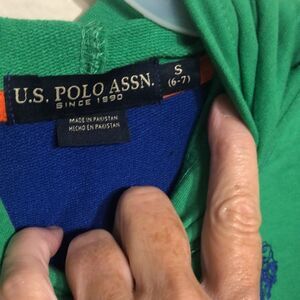 U.S. POLO ASSN.
SINCE 1890
S
(6-7)
MADE IN PAKISTAN
HECHO EN PAKISTAN